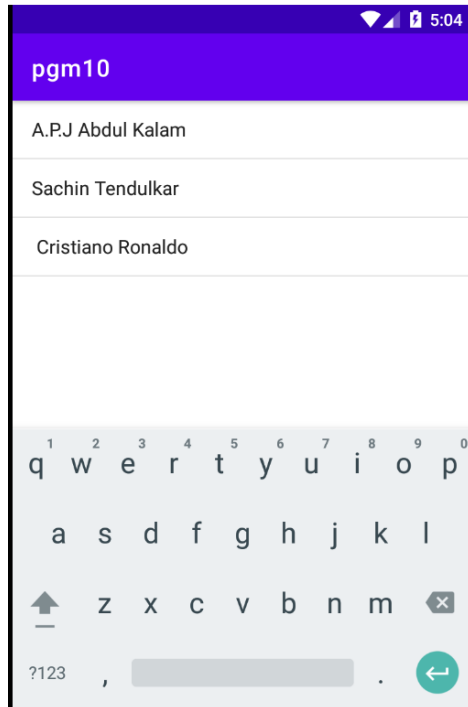 5:04
pgm10
A.P.J Abdul Kalam
Sachin Tendulkar
Cristiano Ronaldo
1 2 3 4 5 6 7 8 9 0
q w e r t y u i o p
a s d f g h j k l
z x c v b n m
?123 , .